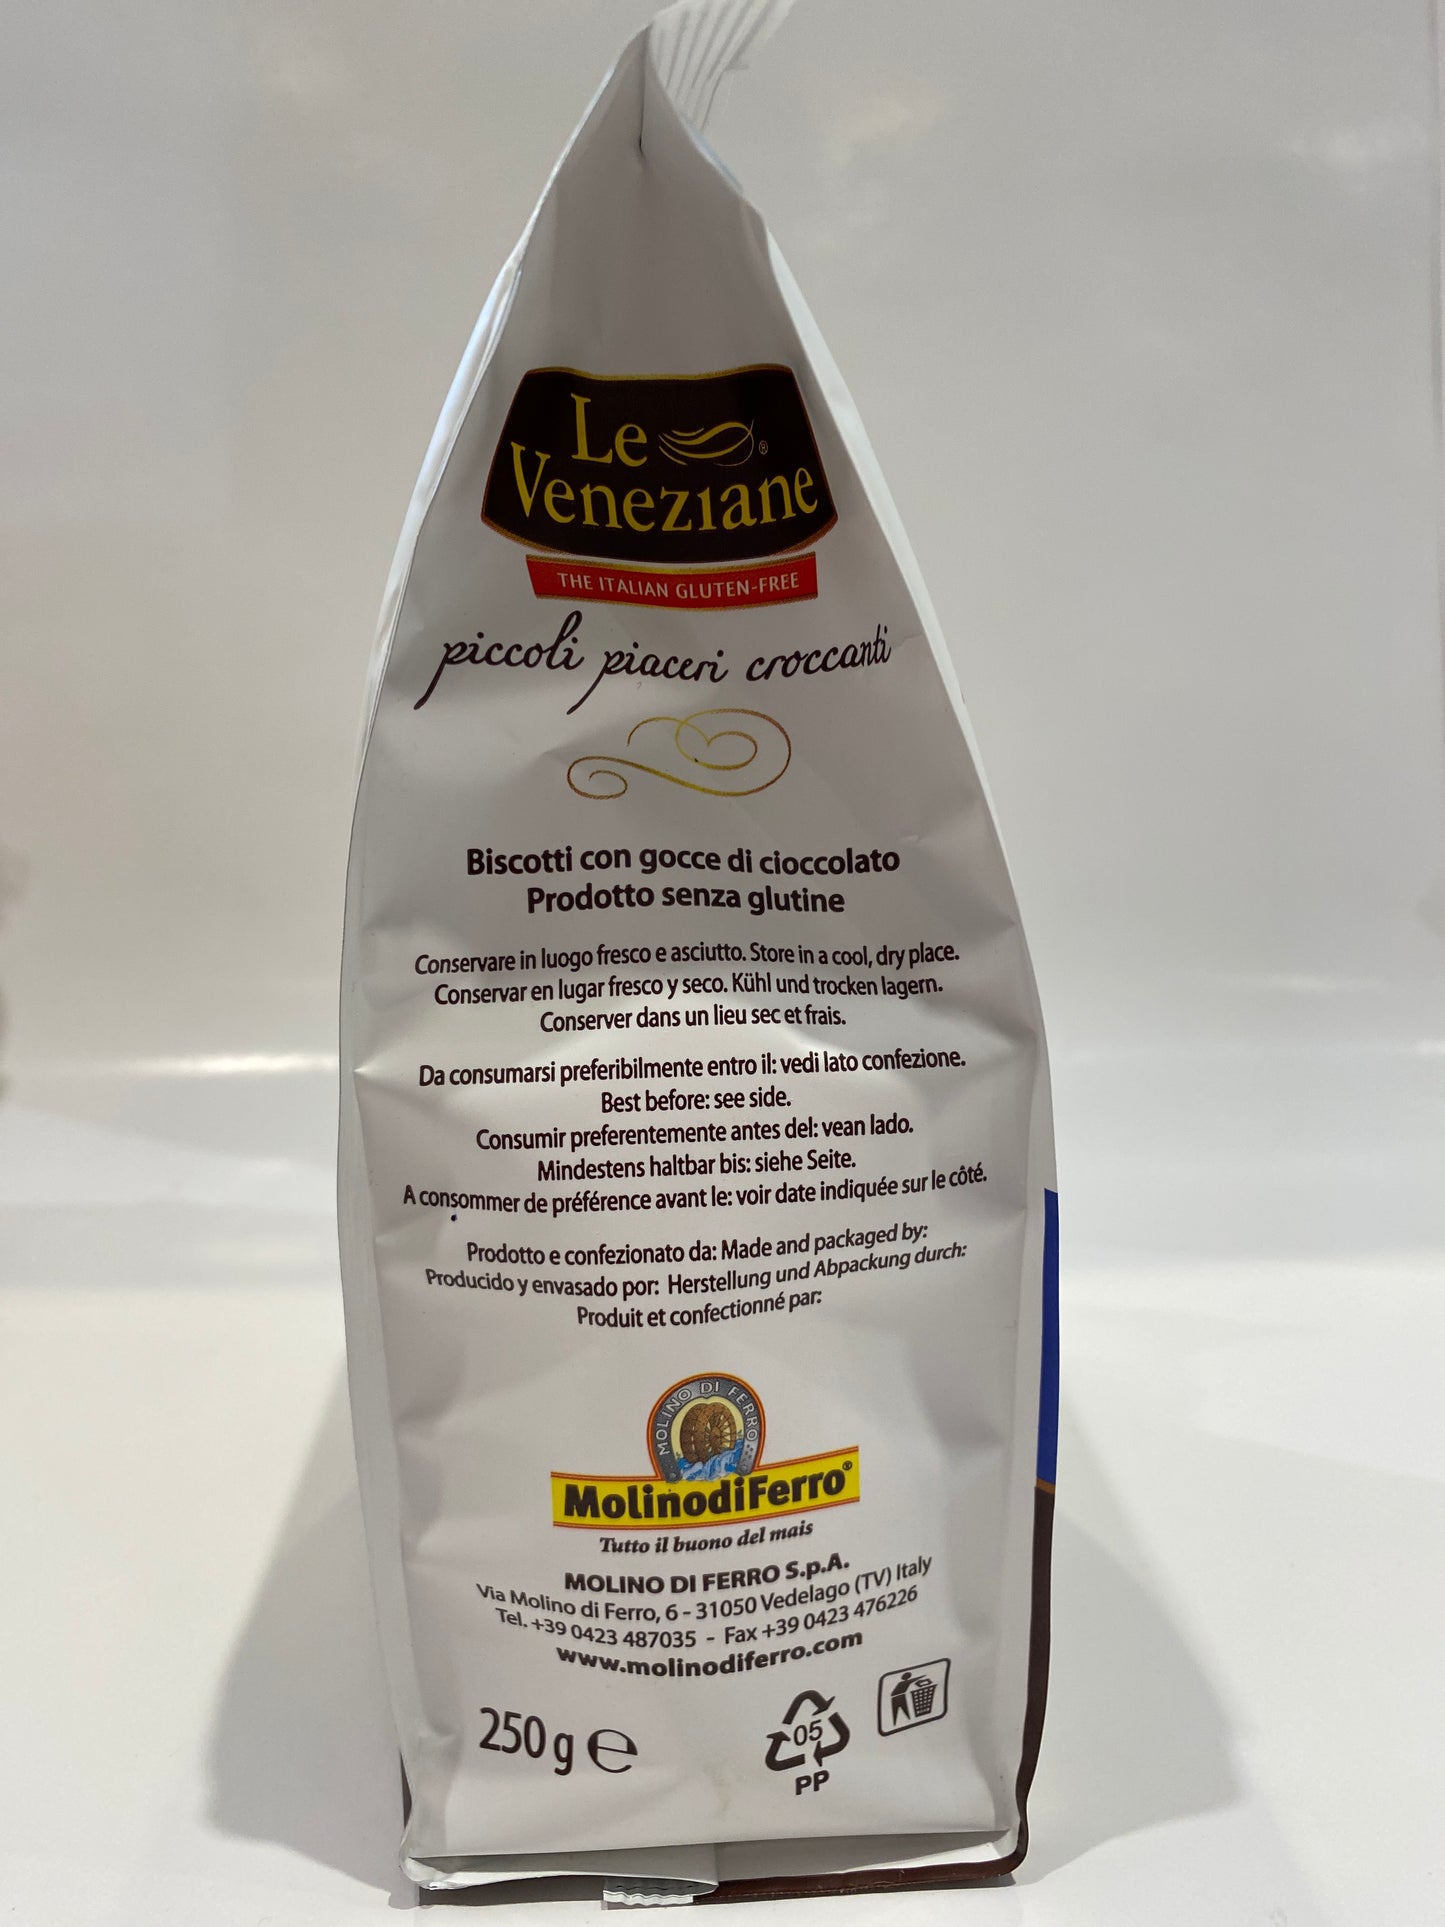 Le
Veneziane®
THE ITALIAN GLUTEN-FREE
piccoli piaceri croccanti
Biscotti con gocce di cioccolato
Prodotto senza glutine
Conservare in luogo fresco e asciutto. Store in a cool, dry place.
Conservar en lugar fresco y seco. Kühl und trocken lagern.
Conserver dans un lieu sec et frais.
Da consumarsi preferibilmente entro il: vedi lato confezione.
Best before: see side.
Consumir preferentemente antes del: vean lado.
Mindestens haltbar bis: siehe Seite.
A consommer de préférence avant le: voir date indiquée sur le côté.
Prodotto e confezionato da: Made and packaged by:
Producido y envasado por: Herstellung und Abpackung durch:
Produit et confectionné par:
MOLINO DI FERRO
MolinodiFerro®
Tutto il buono del mais
MOLINO DI FERRO S.p.A.
Via Molino di Ferro, 6 - 31050 Vedelago (TV) Italy
Tel. +39 0423 487035 - Fax +39 0423 476226
www.molinodiferro.com
250 g e
05
PP